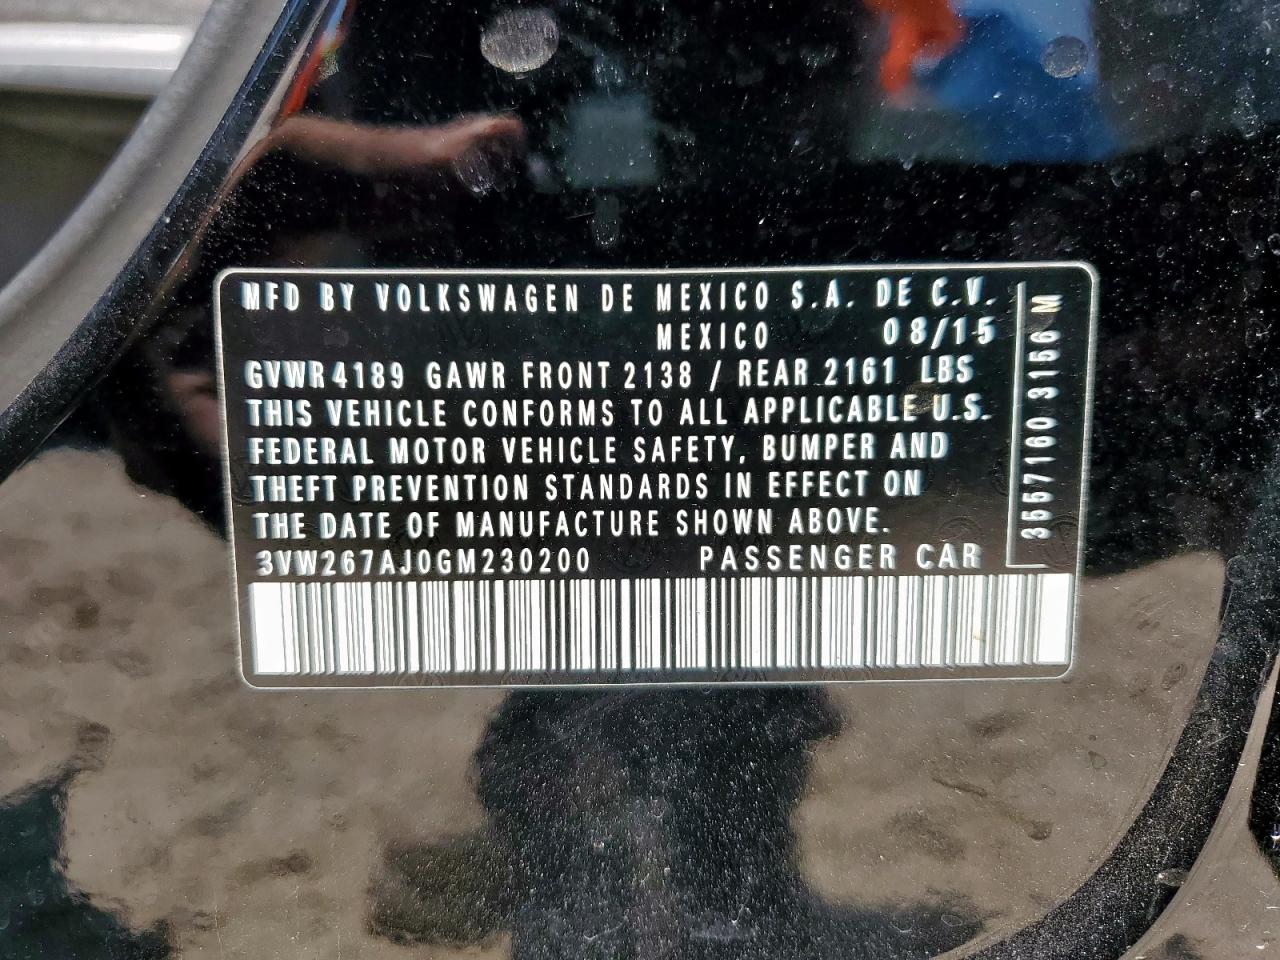 MFD BY VOLKSWAGEN DE MEXICO S.A. DE C.V.
MEXICO 08/15
GVWR 4189 GAWR FRONT 2138 / REAR 2161 LBS
THIS VEHICLE CONFORMS TO ALL APPLICABLE U.S.
FEDERAL MOTOR VEHICLE SAFETY, BUMPER AND
THEFT PREVENTION STANDARDS IN EFFECT ON
THE DATE OF MANUFACTURE SHOWN ABOVE.
3VW267AJ0GM230200 PASSENGER CAR
3557160 3156 M